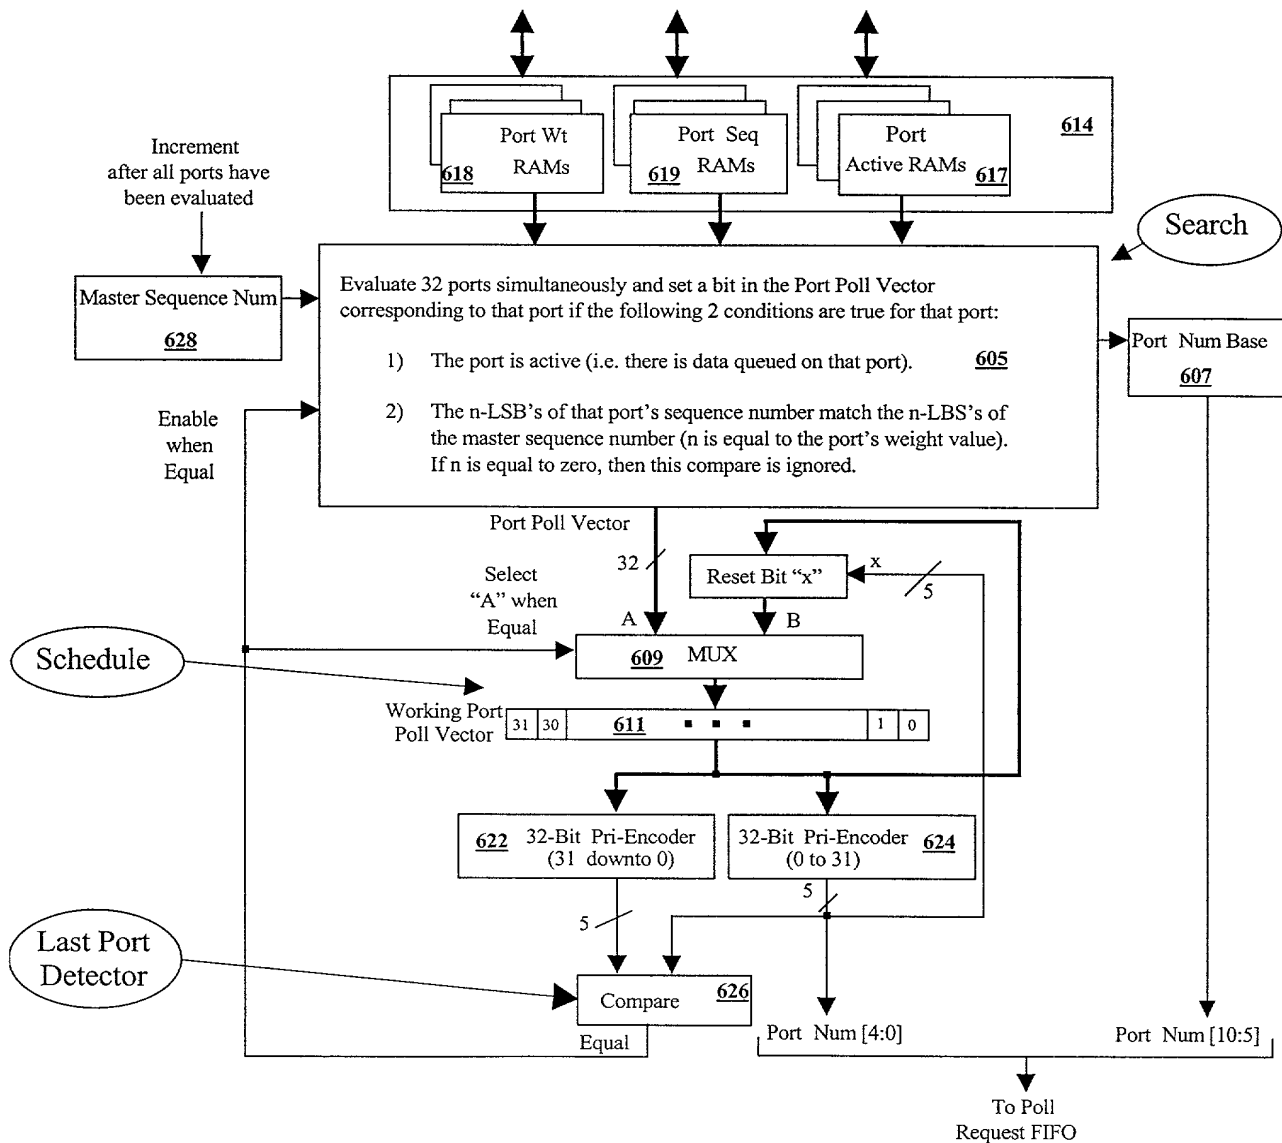 Port Wt
RAMs
618
Port Seq
RAMs
619
Port
Active RAMs
617
614
Increment
after all ports have
been evaluated
Search
Master Sequence Num
628
Evaluate 32 ports simultaneously and set a bit in the Port Poll Vector
corresponding to that port if the following 2 conditions are true for that port:
1) The port is active (i.e. there is data queued on that port).
605
2) The n-LSB's of that port's sequence number match the n-LBS's of
the master sequence number (n is equal to the port's weight value).
If n is equal to zero, then this compare is ignored.
Port Num Base
607
Enable
when
Equal
Port Poll Vector
32
Reset Bit "x"
x
5
Select
"A" when
Equal
A
B
609 MUX
Schedule
Working Port
Poll Vector
31 30 611 ■ ■ ■ 1 0
622 32-Bit Pri-Encoder
(31 downto 0)
32-Bit Pri-Encoder 624
(0 to 31)
5
5
Last Port
Detector
Compare 626
Equal
Port Num [4:0]
Port Num [10:5]
To Poll
Request FIFO